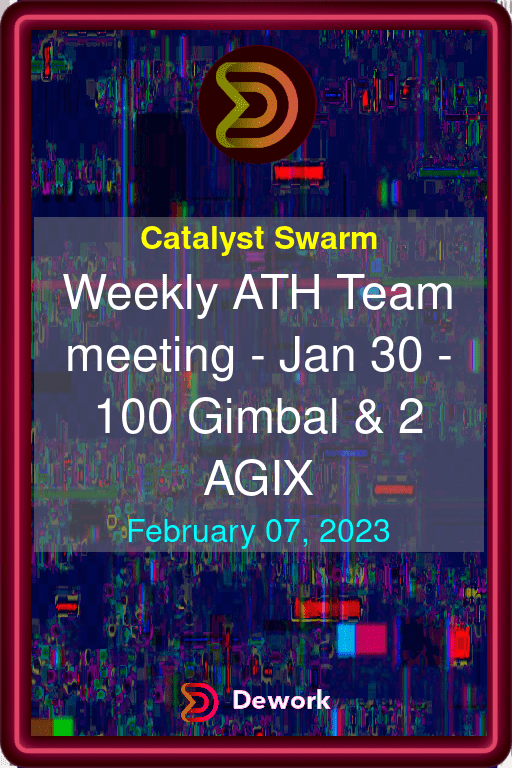 Catalyst Swarm
Weekly ATH Team
meeting - Jan 30 -
100 Gimbal & 2
AGIX
February 07, 2023
Dework